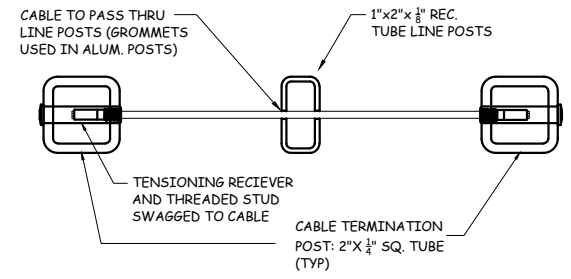 CABLE TO PASS THRU
LINE POSTS (GROMMETS
USED IN ALUM. POSTS)
1"x2"x 1/8" REC.
TUBE LINE POSTS
TENSIONING RECIEVER
AND THREADED STUD
SWAGGED TO CABLE
CABLE TERMINATION
POST: 2"X 1/4" SQ. TUBE
(TYP)